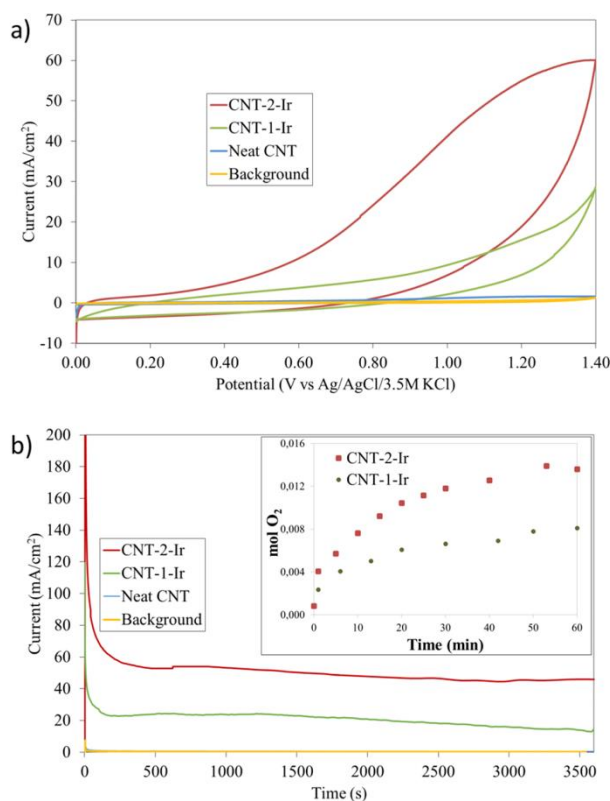 a)
70
60
50
40
30
20
10
0
-10
Current (mA/cm²)
CNT-2-Ir
CNT-1-Ir
Neat CNT
Background
0.00 0.20 0.40 0.60 0.80 1.00 1.20 1.40
Potential (V vs Ag/AgCl/3.5M KCl)
b)
200
180
160
140
120
100
80
60
40
20
0
Current (mA/cm²)
CNT-2-Ir
CNT-1-Ir
Neat CNT
Background
0,016
0,012
0,008
0,004
0,000
mol O₂
CNT-2-Ir
CNT-1-Ir
0 10 20 30 40 50 60
Time (min)
0 500 1000 1500 2000 2500 3000 3500
Time (s)